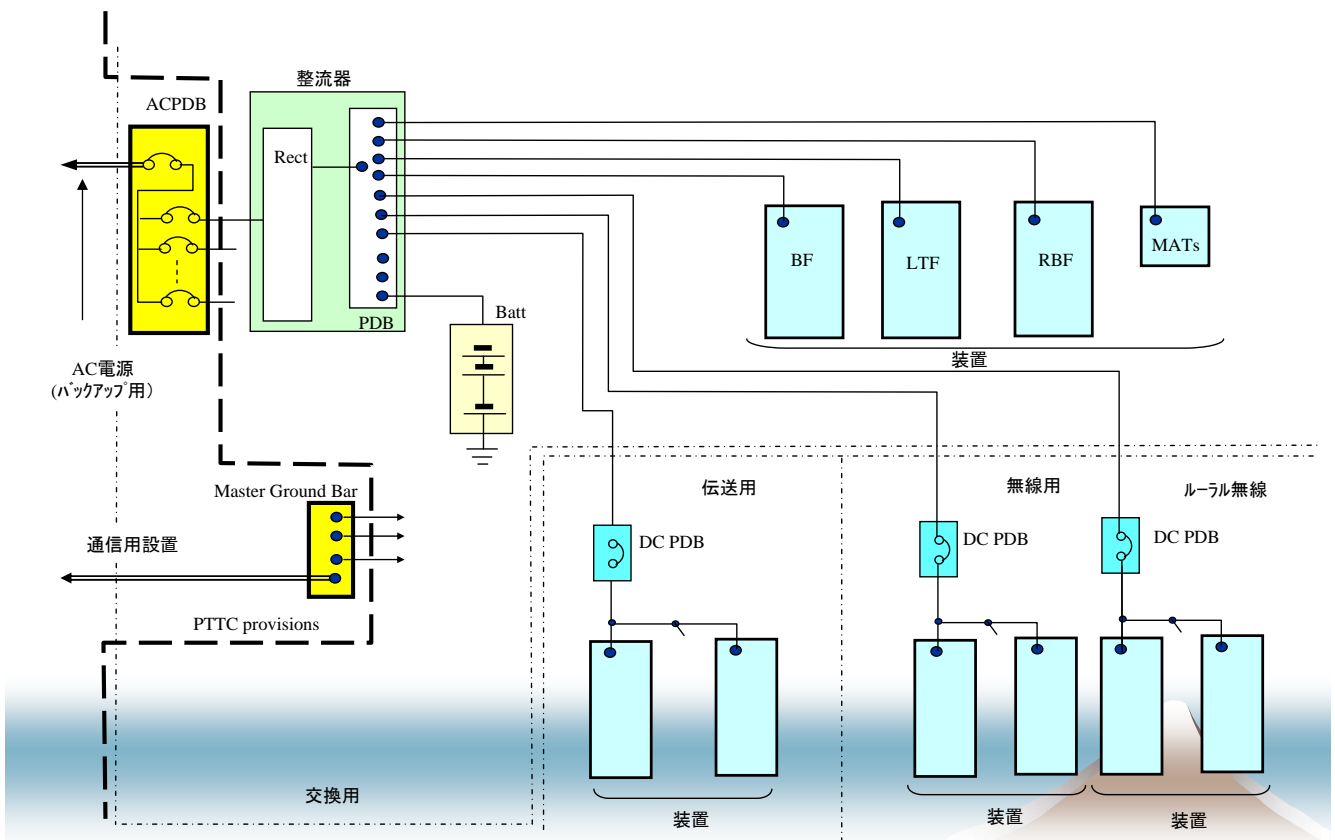 整流器
ACPDB
Rect
PDB
BF
LTF
RBF
MATs
装置
Batt
AC電源
(バックアップ用)
Master Ground Bar
通信用設置
PTTC provisions
伝送用
無線用
ルーラル無線
DC PDB
DC PDB
DC PDB
交換用
装置
装置
装置